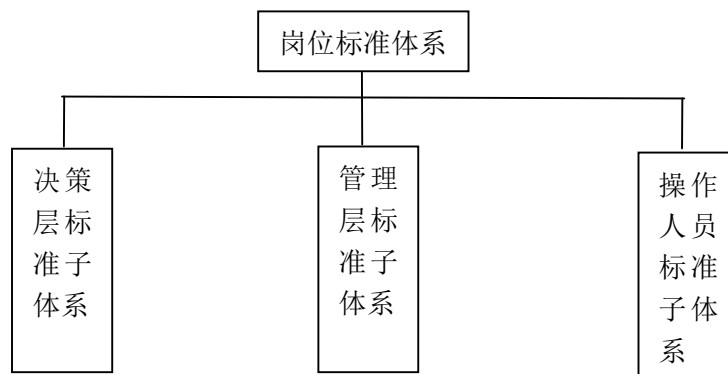 岗位标准体系
决策
层标
准子
体系
管理
层标
准子
体系
操作
人员
标准
子体
系